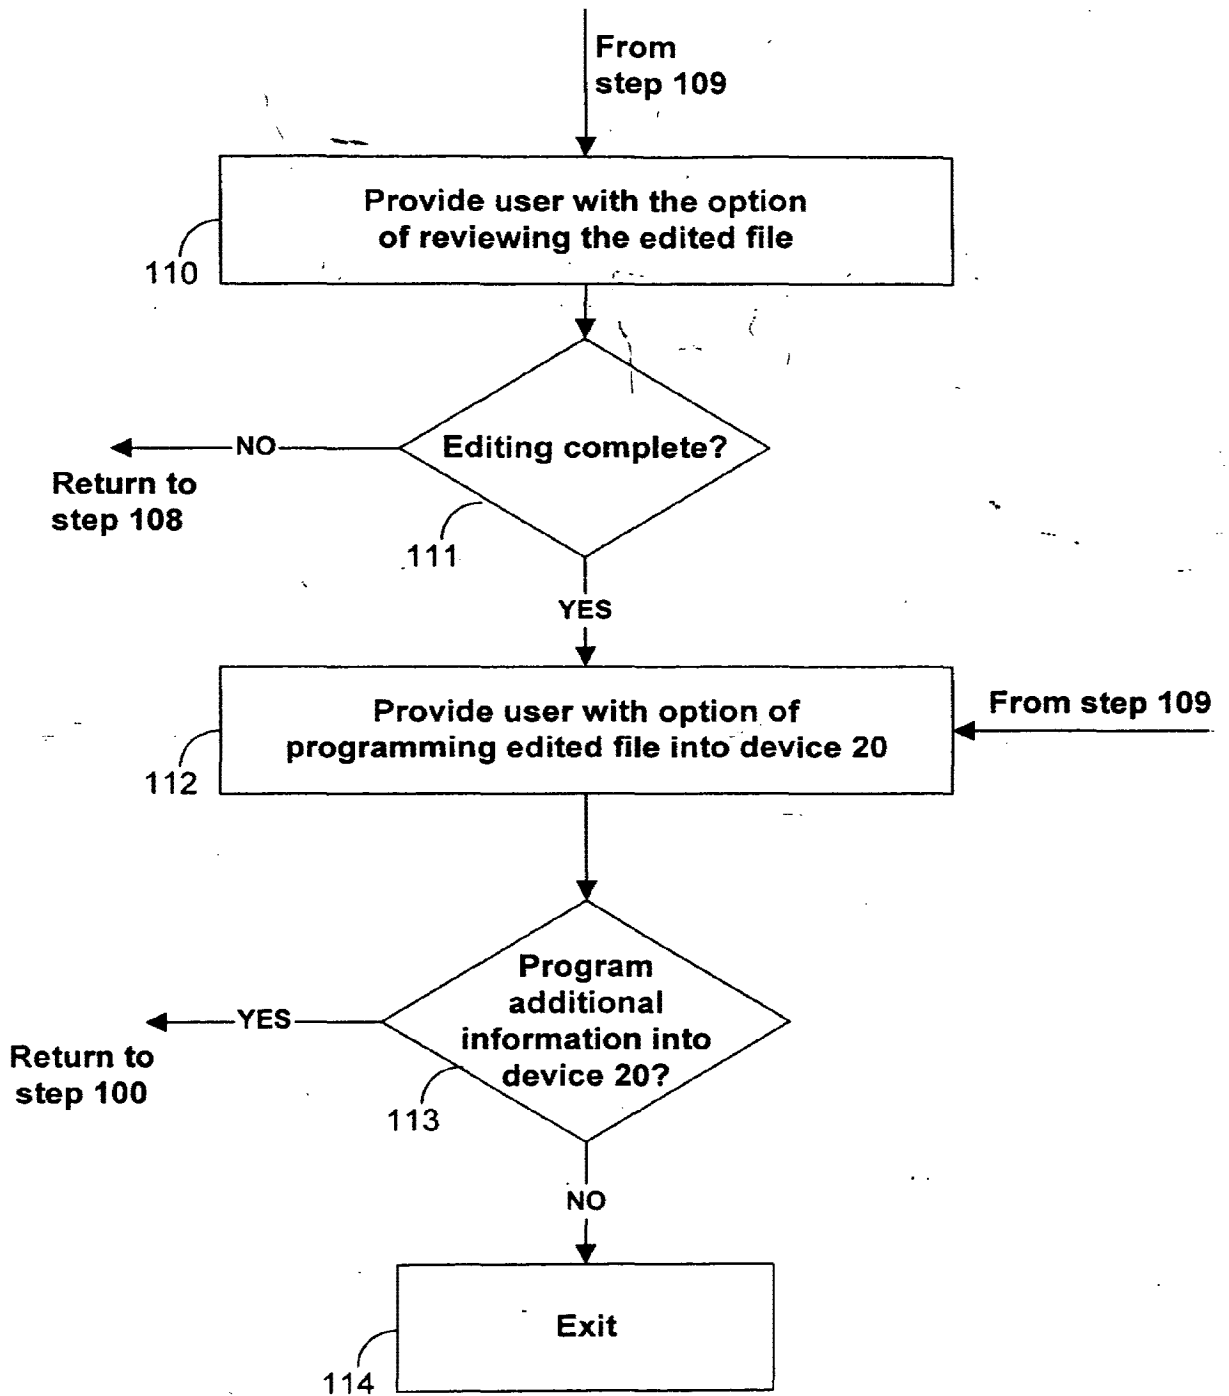 From
step 109
Provide user with the option
of reviewing the edited file
110
Editing complete?
NO
Return to
step 108
111
YES
From step 109
Provide user with option of
programming edited file into device 20
112
Program
additional
information into
device 20?
YES
Return to
step 100
113
NO
Exit
114